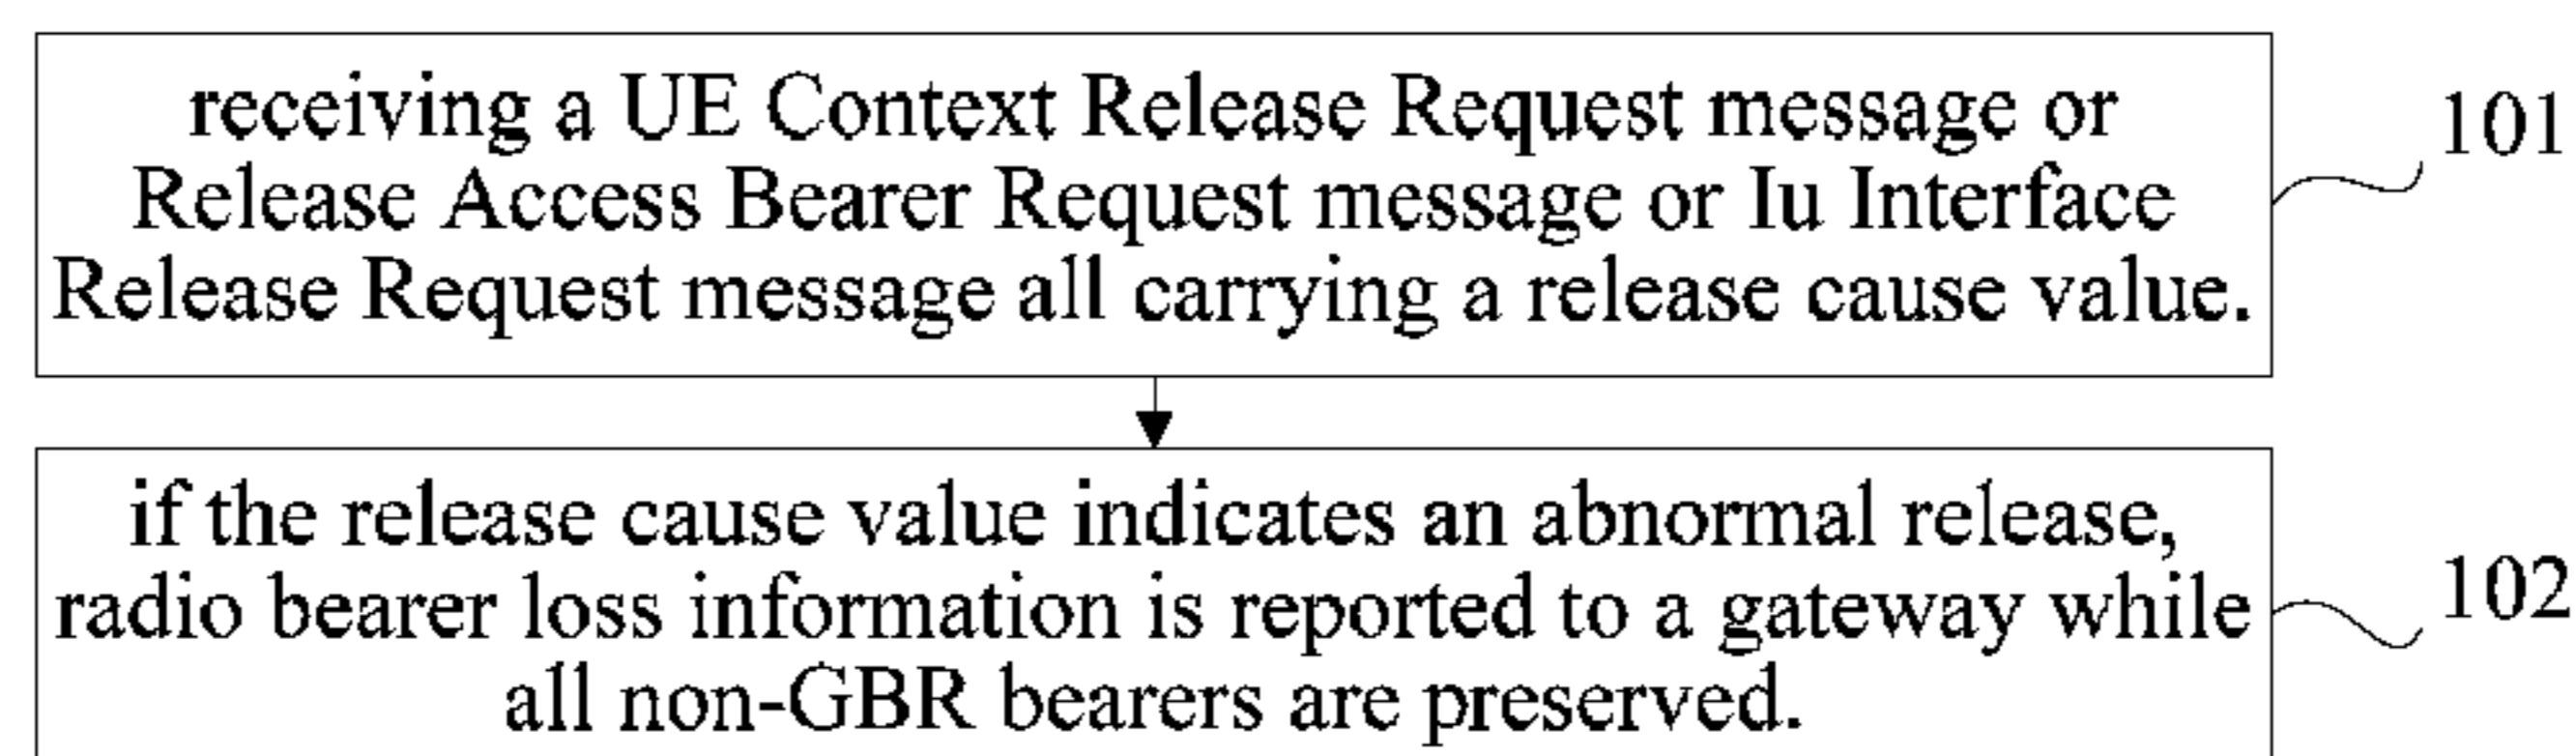 receiving a UE Context Release Request message or
Release Access Bearer Request message or Iu Interface
Release Request message all carrying a release cause value.
101
if the release cause value indicates an abnormal release,
radio bearer loss information is reported to a gateway while
all non-GBR bearers are preserved.
102